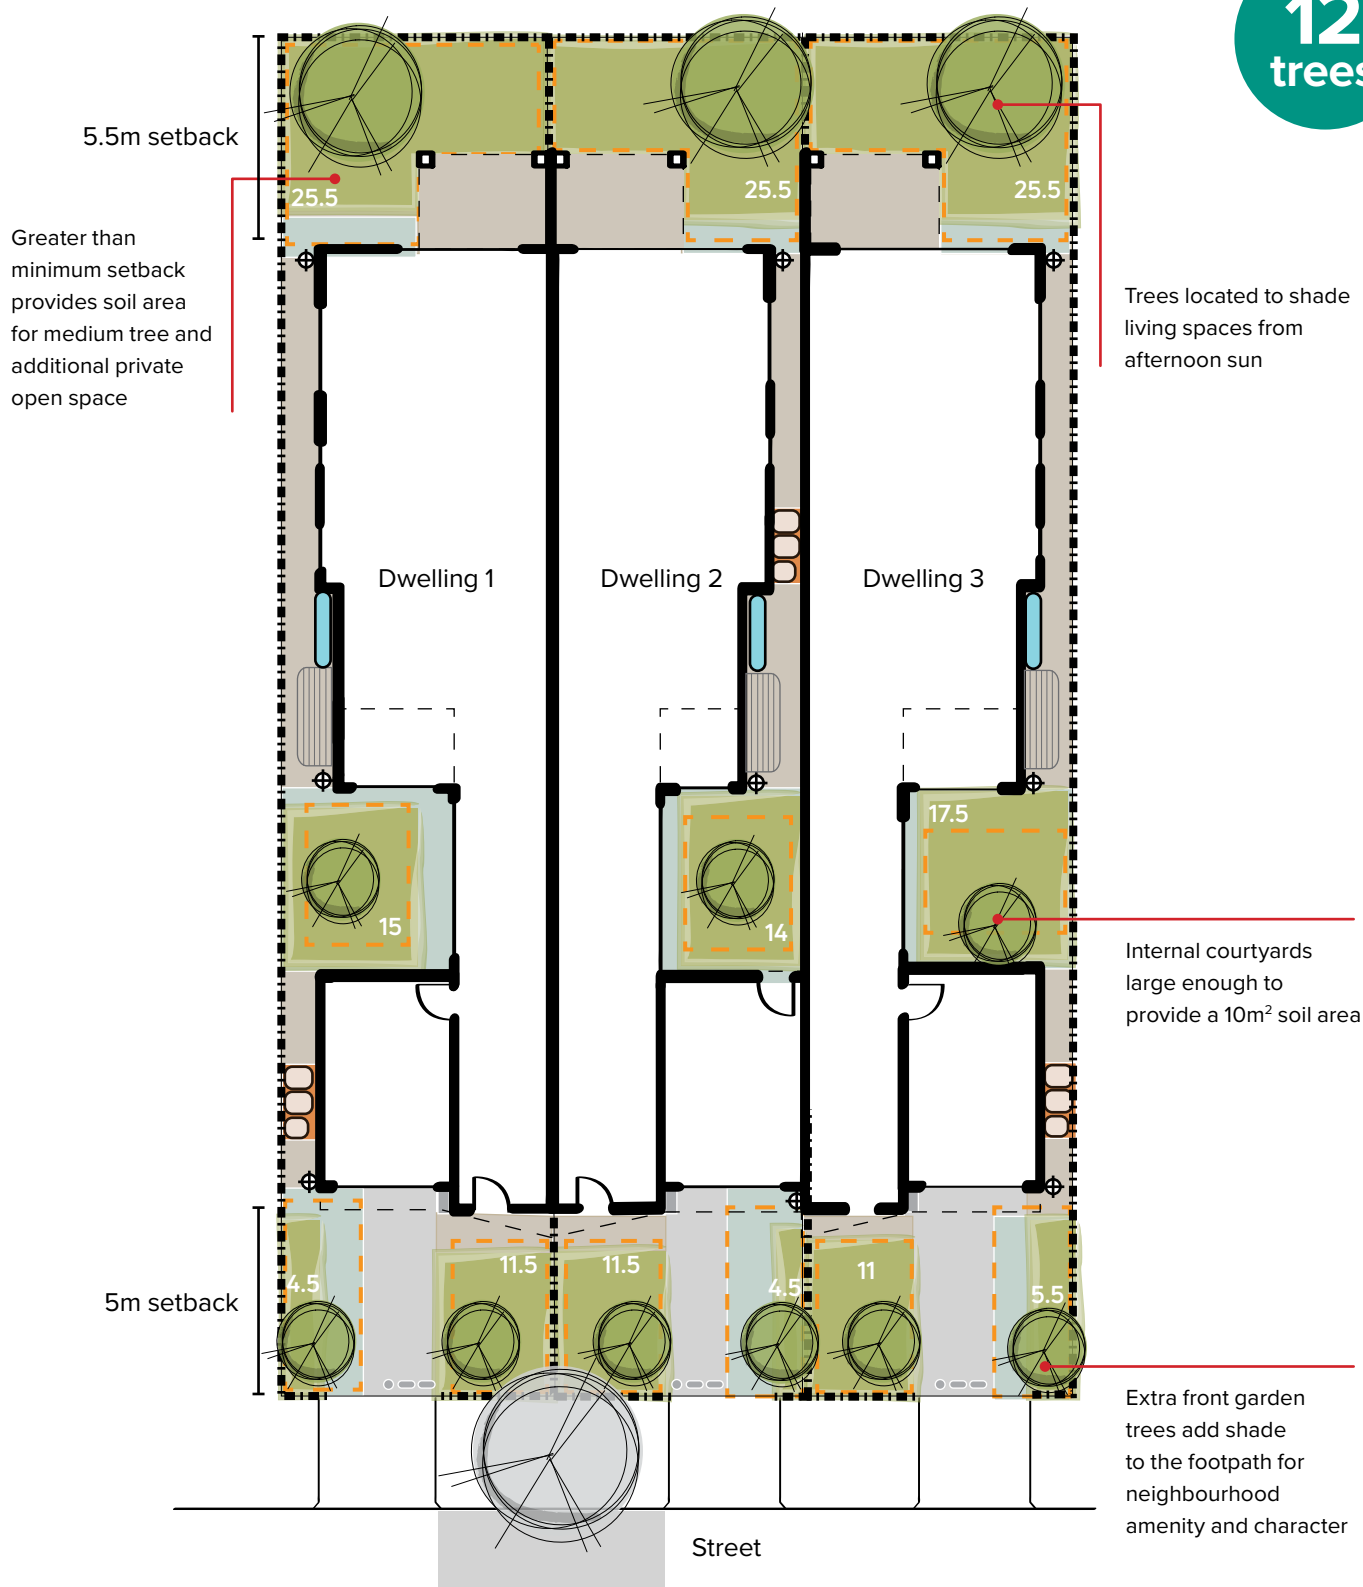 12
trees
5.5m setback
25.5
25.5
25.5
Greater than
minimum setback
provides soil area
for medium tree and
additional private
open space
Trees located to shade
living spaces from
afternoon sun
Dwelling 1
Dwelling 2
Dwelling 3
17.5
15
14
Internal courtyards
large enough to
provide a 10m² soil area
4.5
11.5
11.5
4.5
11
5.5
5m setback
Extra front garden
trees add shade
to the footpath for
neighbourhood
amenity and character
Street